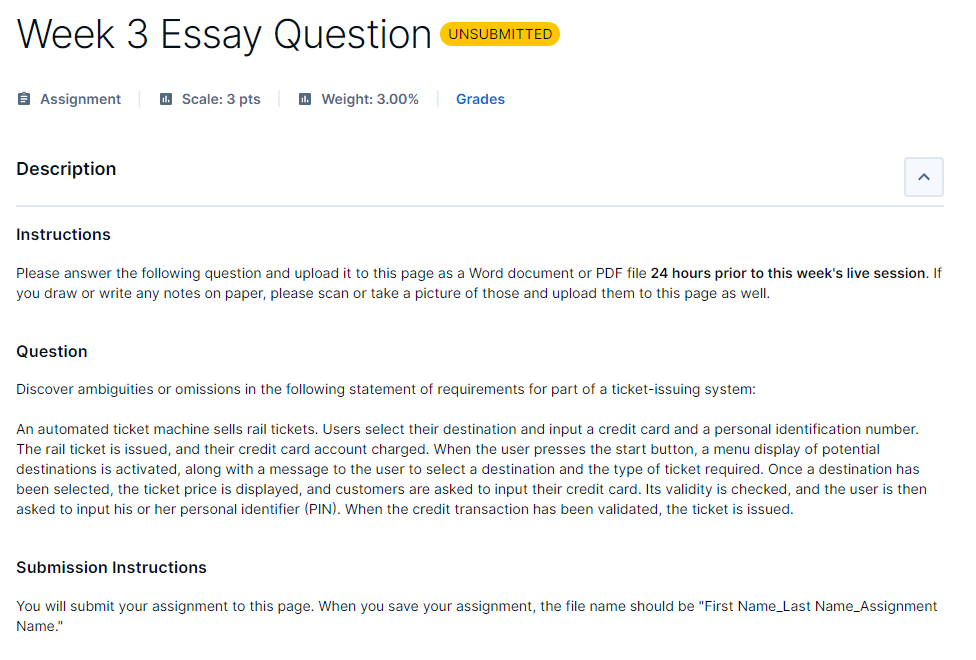 Week 3 Essay Question UNSUBMITTED
Assignment Scale: 3 pts Weight: 3.00% Grades
Description
Instructions
Please answer the following question and upload it to this page as a Word document or PDF file 24 hours prior to this week's live session. If
you draw or write any notes on paper, please scan or take a picture of those and upload them to this page as well.
Question
Discover ambiguities or omissions in the following statement of requirements for part of a ticket-issuing system:
An automated ticket machine sells rail tickets. Users select their destination and input a credit card and a personal identification number.
The rail ticket is issued, and their credit card account charged. When the user presses the start button, a menu display of potential
destinations is activated, along with a message to the user to select a destination and the type of ticket required. Once a destination has
been selected, the ticket price is displayed, and customers are asked to input their credit card. Its validity is checked, and the user is then
asked to input his or her personal identifier (PIN). When the credit transaction has been validated, the ticket is issued.
Submission Instructions
You will submit your assignment to this page. When you save your assignment, the file name should be "First Name_Last Name_Assignment
Name."